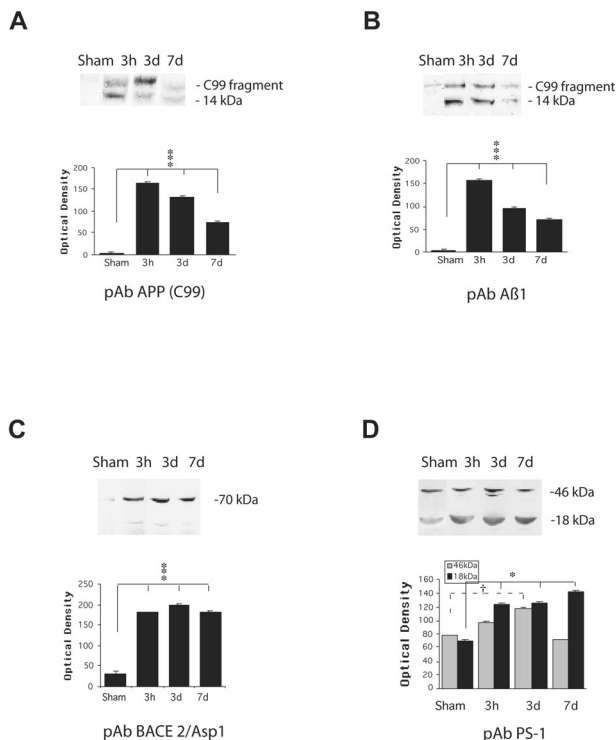 A
Sham 3h 3d 7d
- C99 fragment
- 14 kDa
***
Optical Density
200
150
100
50
0
Sham 3h 3d 7d
pAb APP (C99)
B
Sham 3h 3d 7d
- C99 fragment
- 14 kDa
***
Optical Density
200
150
100
50
0
Sham 3h 3d 7d
pAb Aß1
C
Sham 3h 3d 7d
-70 kDa
***
Optical Density
250
200
150
100
50
0
Sham 3h 3d 7d
pAb BACE 2/Asp1
D
Sham 3h 3d 7d
-46 kDa
-18 kDa
46kDa
18kDa
*
†
Optical Density
160
140
120
100
80
60
40
20
0
Sham 3h 3d 7d
pAb PS-1